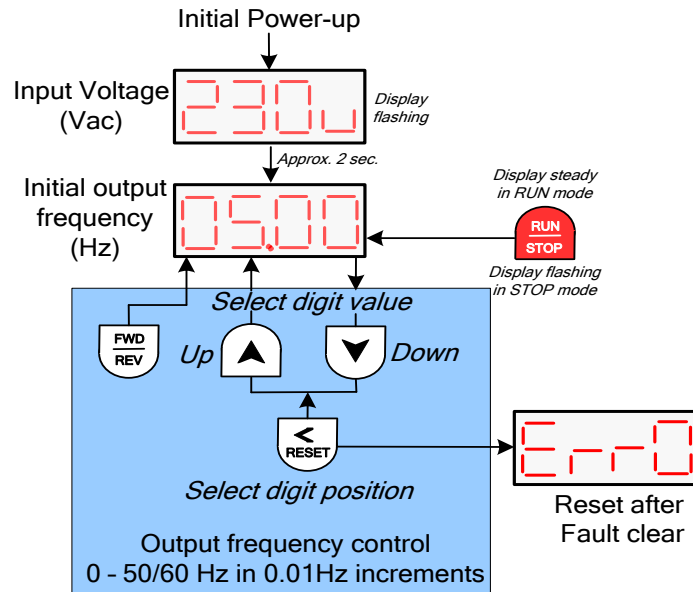 Initial Power-up
Input Voltage
(Vac)
230u
Display
flashing
Approx. 2 sec.
Initial output
frequency
(Hz)
05.00
Display steady
in RUN mode
RUN
STOP
Display flashing
in STOP mode
Select digit value
FWD
REV
Up
Down
<
RESET
Select digit position
Err0
Reset after
Fault clear
Output frequency control
0 - 50/60 Hz in 0.01Hz increments